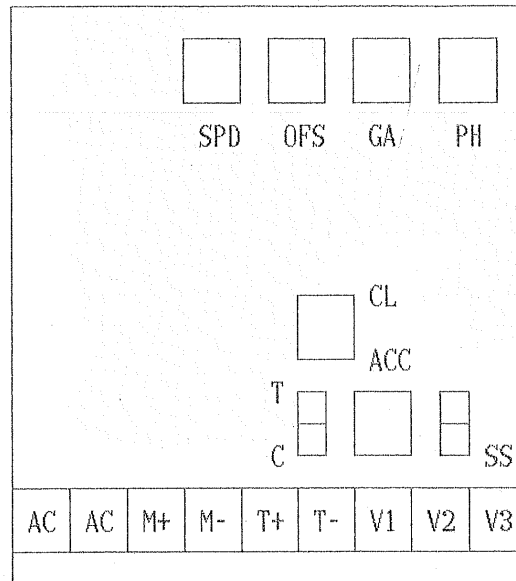 SPD OFS GA PH
CL
ACC
T
C SS
AC AC M+ M- T+ T- V1 V2 V3